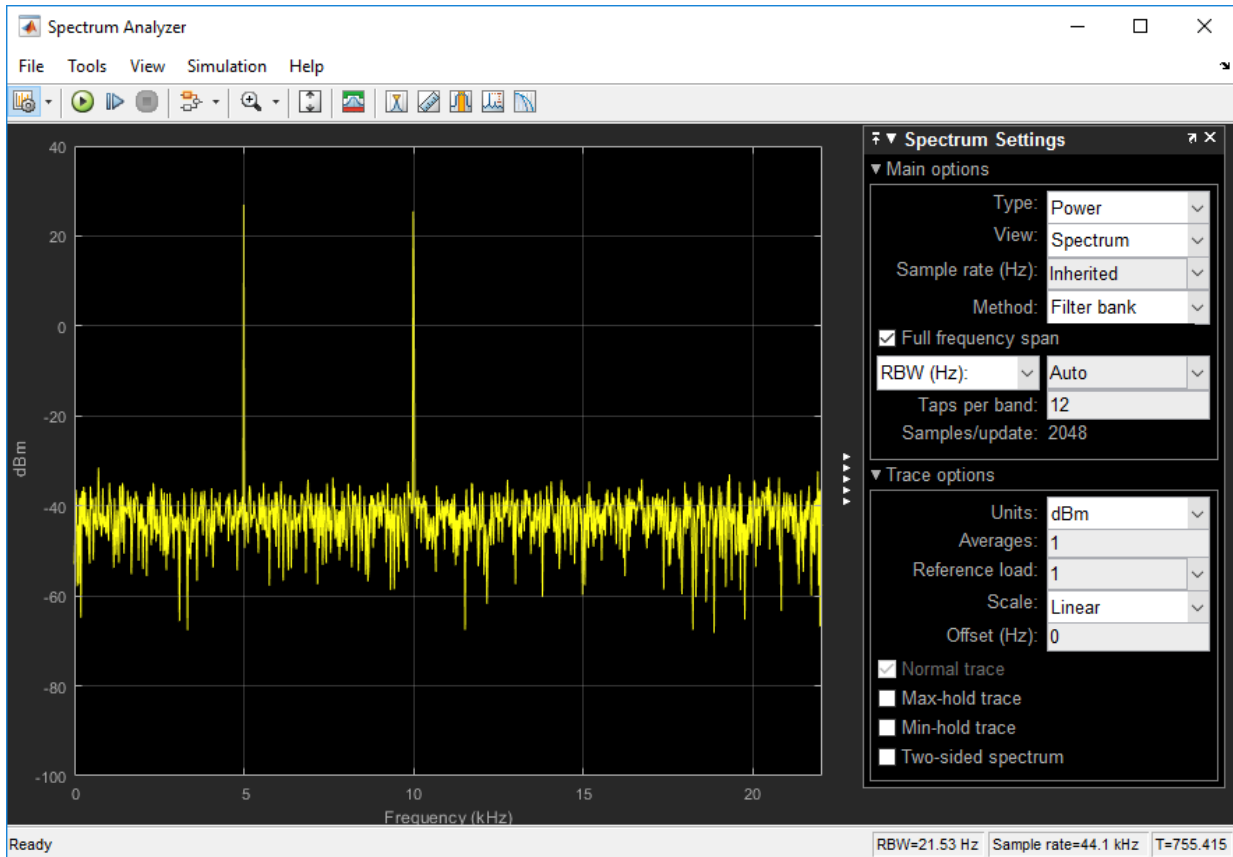 Spectrum Analyzer
File Tools View Simulation Help
40
20
0
-20
-40
-60
-80
-100
dBm
0 5 10 15 20
Frequency (kHz)
Spectrum Settings
Main options
Type: Power
View: Spectrum
Sample rate (Hz): Inherited
Method: Filter bank
Full frequency span
RBW (Hz): Auto
Taps per band: 12
Samples/update: 2048
Trace options
Units: dBm
Averages: 1
Reference load: 1
Scale: Linear
Offset (Hz): 0
Normal trace
Max-hold trace
Min-hold trace
Two-sided spectrum
Ready RBW=21.53 Hz Sample rate=44.1 kHz T=755.415